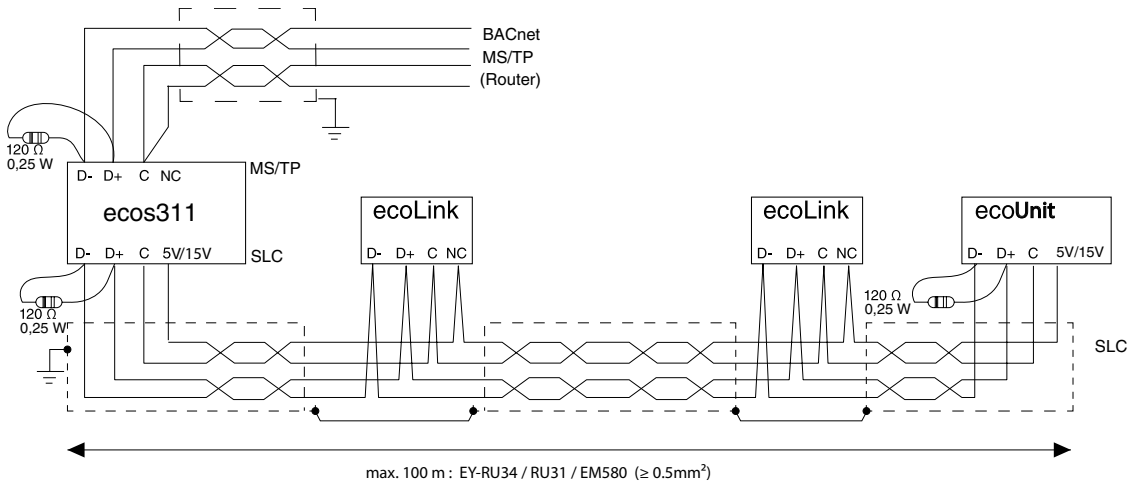 BACnet
MS/TP
(Router)
120 Ω
0,25 W
D- D+ C NC
MS/TP
ecos311
D- D+ C 5V/15V
SLC
ecoLink
D- D+ C NC
ecoLink
D- D+ C NC
ecoUnit
D- D+ C 5V/15V
120 Ω
0,25 W
120 Ω
0,25 W
SLC
max. 100 m : EY-RU34 / RU31 / EM580 (≥ 0.5mm²)